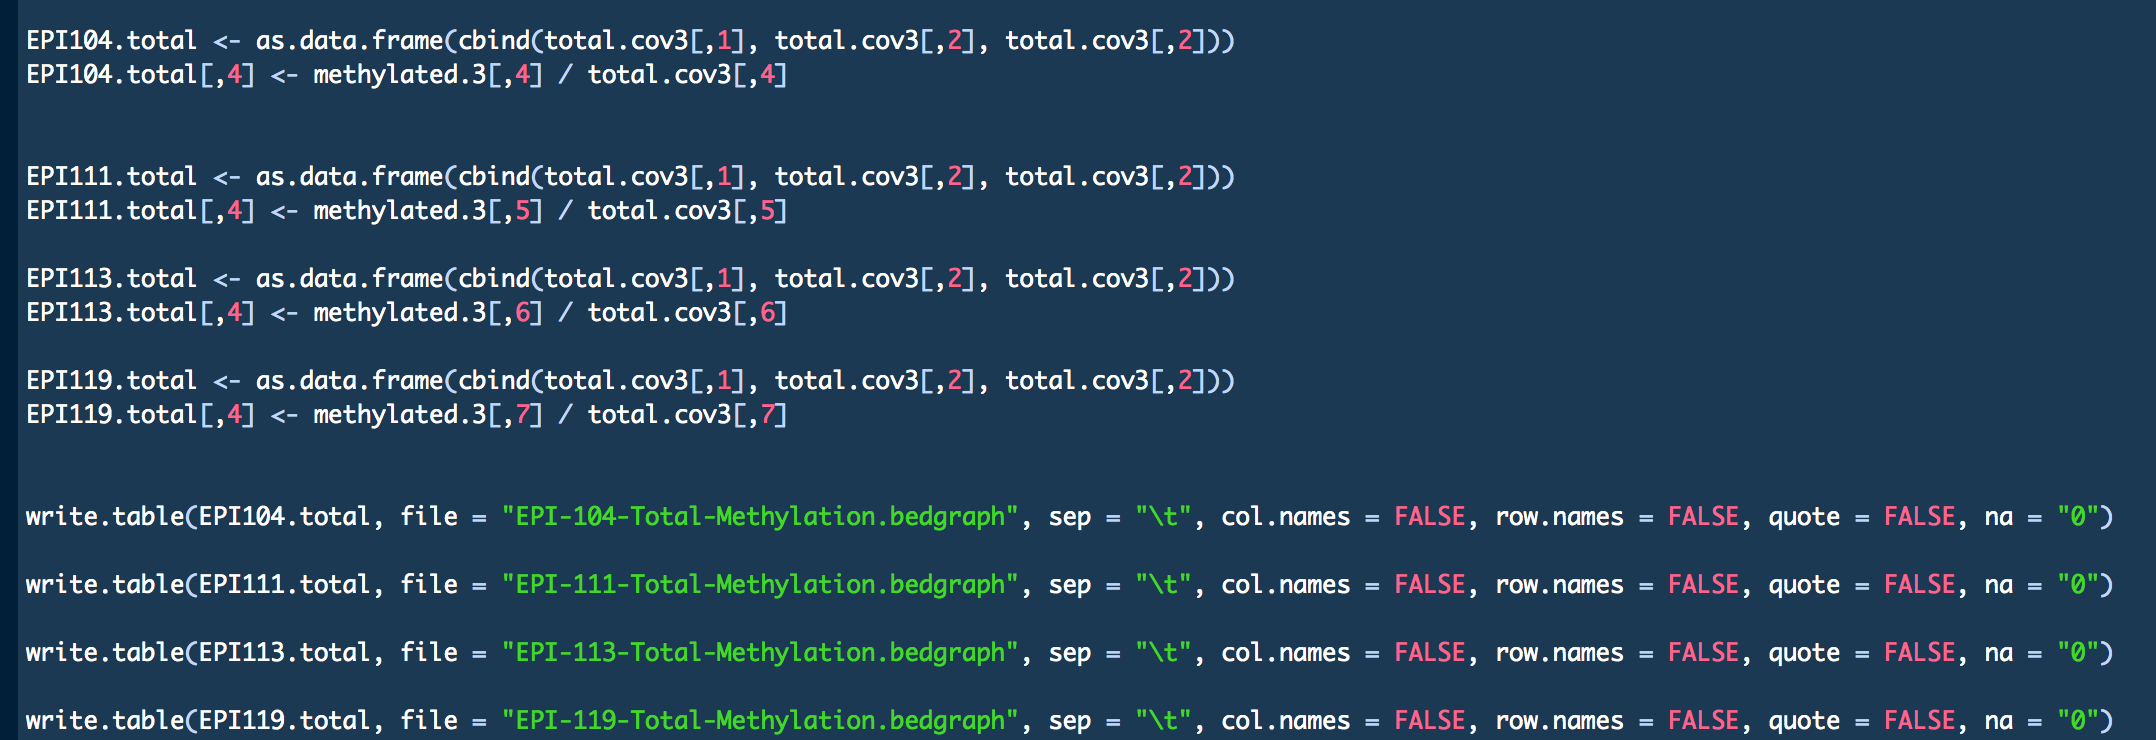 EPI104.total <- as.data.frame(cbind(total.cov3[,1], total.cov3[,2], total.cov3[,2]))
EPI104.total[,4] <- methylated.3[,4] / total.cov3[,4]
EPI111.total <- as.data.frame(cbind(total.cov3[,1], total.cov3[,2], total.cov3[,2]))
EPI111.total[,4] <- methylated.3[,5] / total.cov3[,5]
EPI113.total <- as.data.frame(cbind(total.cov3[,1], total.cov3[,2], total.cov3[,2]))
EPI113.total[,4] <- methylated.3[,6] / total.cov3[,6]
EPI119.total <- as.data.frame(cbind(total.cov3[,1], total.cov3[,2], total.cov3[,2]))
EPI119.total[,4] <- methylated.3[,7] / total.cov3[,7]
write.table(EPI104.total, file = "EPI-104-Total-Methylation.bedgraph", sep = "\t", col.names = FALSE, row.names = FALSE, quote = FALSE, na = "0")
write.table(EPI111.total, file = "EPI-111-Total-Methylation.bedgraph", sep = "\t", col.names = FALSE, row.names = FALSE, quote = FALSE, na = "0")
write.table(EPI113.total, file = "EPI-113-Total-Methylation.bedgraph", sep = "\t", col.names = FALSE, row.names = FALSE, quote = FALSE, na = "0")
write.table(EPI119.total, file = "EPI-119-Total-Methylation.bedgraph", sep = "\t", col.names = FALSE, row.names = FALSE, quote = FALSE, na = "0")